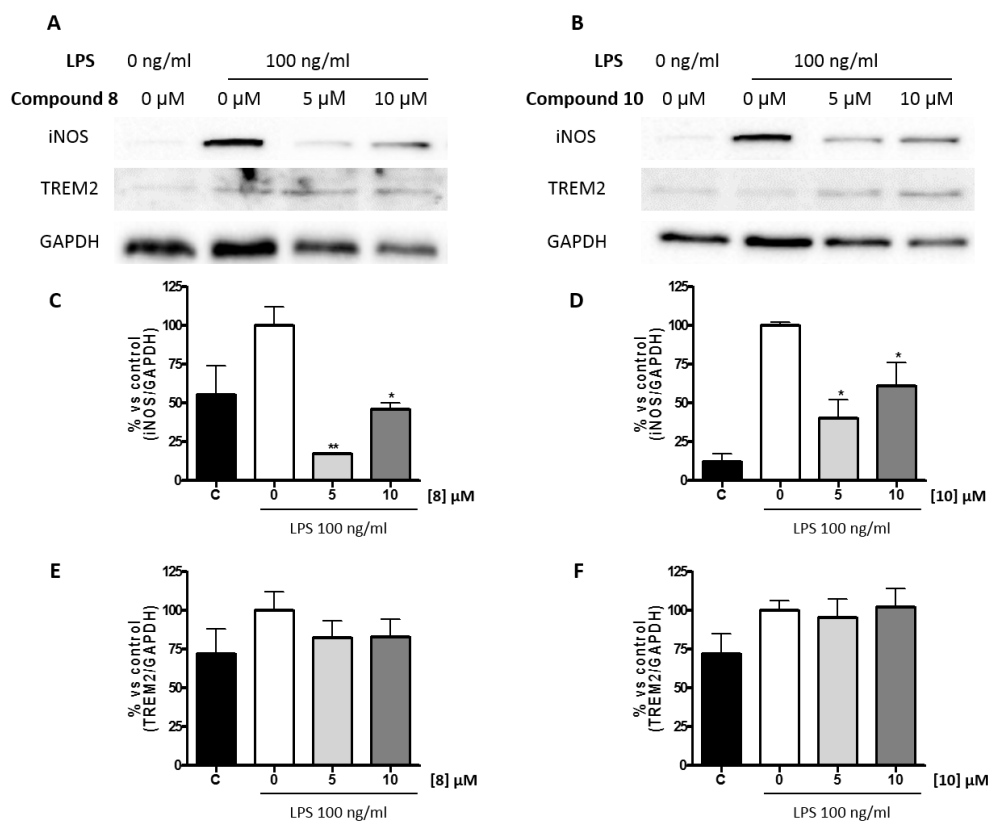 A
LPS 0 ng/ml 100 ng/ml
Compound 8 0 µM 0 µM 5 µM 10 µM
iNOS
TREM2
GAPDH
B
LPS 0 ng/ml 100 ng/ml
Compound 10 0 µM 0 µM 5 µM 10 µM
iNOS
TREM2
GAPDH
C
% vs control
(iNOS/GAPDH)
125
100
75
50
25
0
**
*
C 0 5 10 [8] µM
LPS 100 ng/ml
D
% vs control
(iNOS/GAPDH)
125
100
75
50
25
0
*
*
C 0 5 10 [10] µM
LPS 100 ng/ml
E
% vs control
(TREM2/GAPDH)
125
100
75
50
25
0
C 0 5 10 [8] µM
LPS 100 ng/ml
F
% vs control
(TREM2/GAPDH)
125
100
75
50
25
0
C 0 5 10 [10] µM
LPS 100 ng/ml